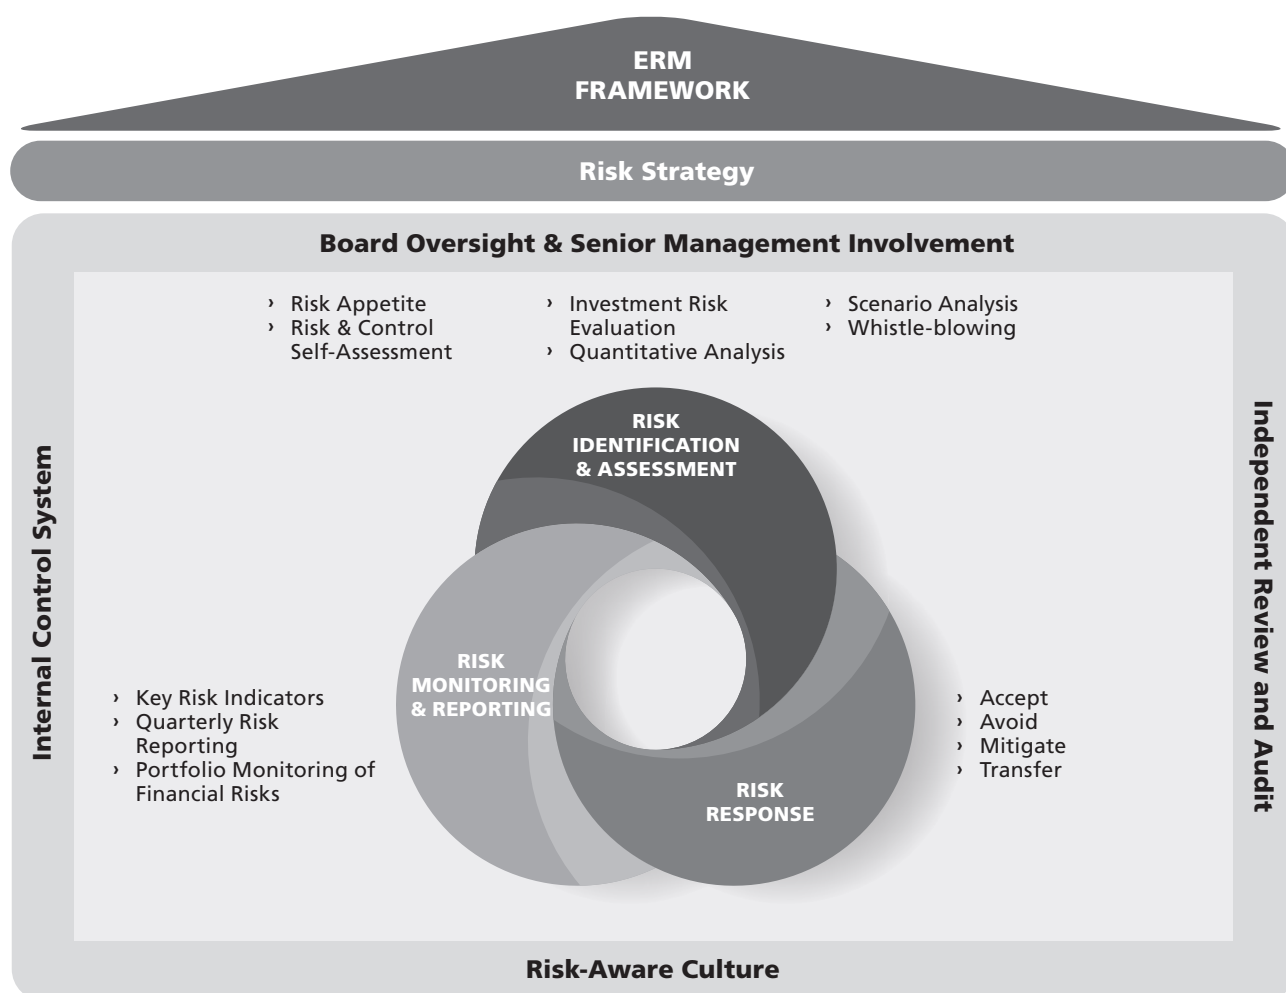 ERM
FRAMEWORK
Risk Strategy
Board Oversight & Senior Management Involvement
› Risk Appetite
› Risk & Control
Self-Assessment
› Investment Risk
Evaluation
› Quantitative Analysis
› Scenario Analysis
› Whistle-blowing
RISK
IDENTIFICATION
& ASSESSMENT
Internal Control System
Independent Review and Audit
RISK
MONITORING
& REPORTING
› Key Risk Indicators
› Quarterly Risk
Reporting
› Portfolio Monitoring of
Financial Risks
› Accept
› Avoid
› Mitigate
› Transfer
RISK
RESPONSE
Risk-Aware Culture